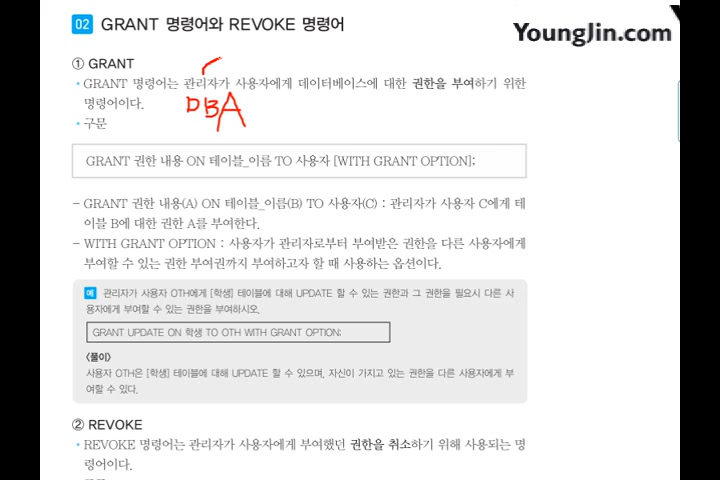 YoungJin.com
02 GRANT 명령어와 REVOKE 명령어
① GRANT
• GRANT 명령어는 관리자가 사용자에게 데이터베이스에 대한 권한을 부여하기 위한
명령어이다.
DBA
• 구문
GRANT 권한 내용 ON 테이블_이름 TO 사용자 [WITH GRANT OPTION];
– GRANT 권한 내용(A) ON 테이블_이름(B) TO 사용자(C) : 관리자가 사용자 C에게 테
이블 B에 대한 권한 A를 부여한다.
– WITH GRANT OPTION : 사용자가 관리자로부터 부여받은 권한을 다른 사용자에게
부여할 수 있는 권한 부여권까지 부여하고자 할 때 사용하는 옵션이다.
예 관리자가 사용자 OTH에게 [학생] 테이블에 대해 UPDATE 할 수 있는 권한과 그 권한을 필요시 다른 사
용자에게 부여할 수 있는 권한을 부여하시오.
GRANT UPDATE ON 학생 TO OTH WITH GRANT OPTION;
〈풀이〉
사용자 OTH은 [학생] 테이블에 대해 UPDATE 할 수 있으며, 자신이 가지고 있는 권한을 다른 사용자에게 부
여할 수 있다.
② REVOKE
• REVOKE 명령어는 관리자가 사용자에게 부여했던 권한을 취소하기 위해 사용되는 명
령어이다.